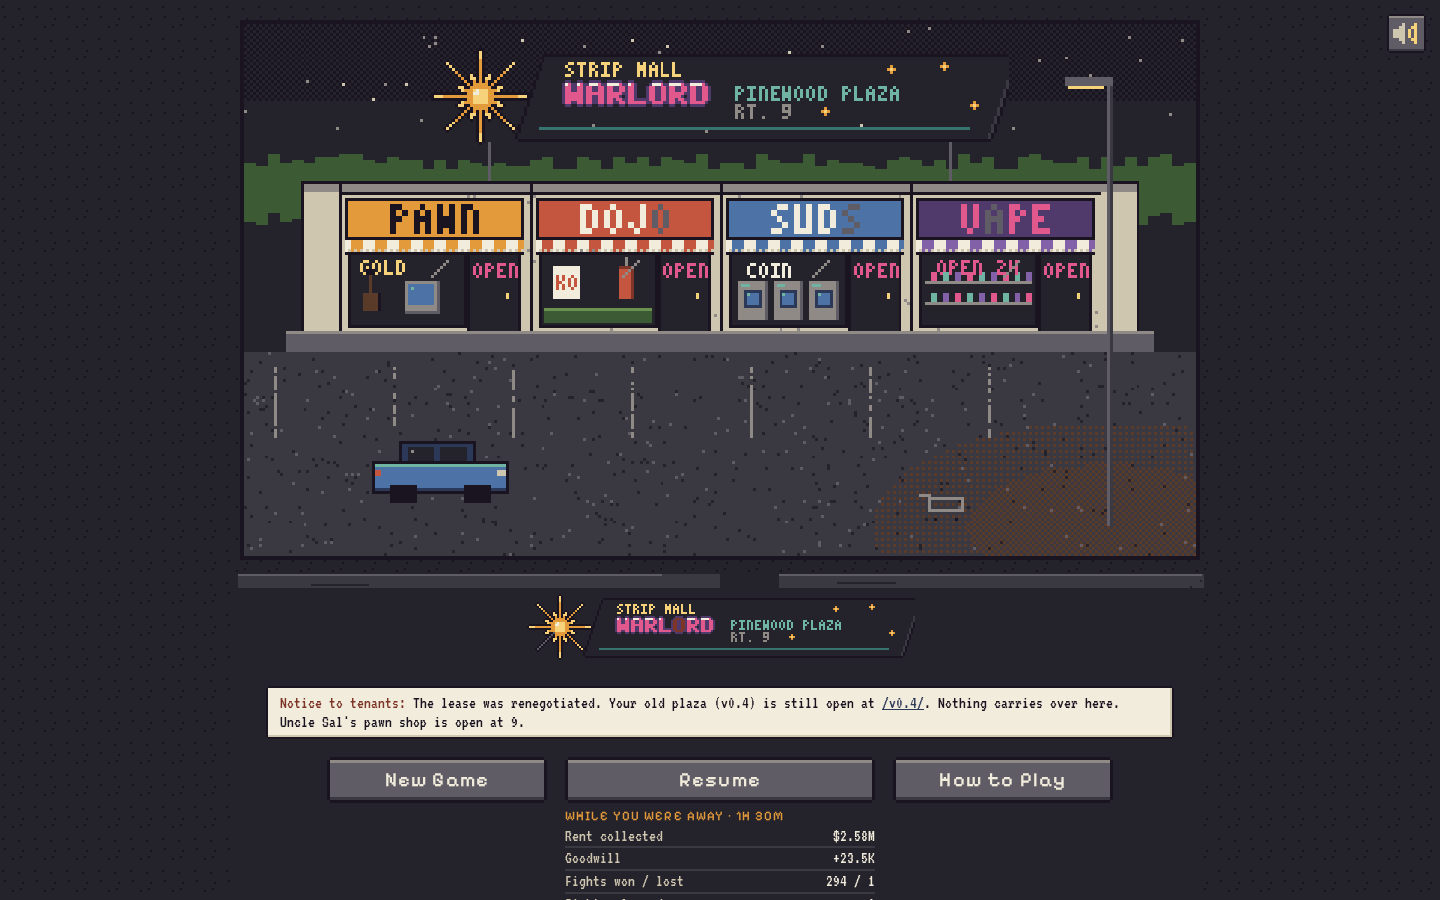 STRIP MALL
WARLORD
PINEWOOD PLAZA
RT. 9
PAWN
DOJO
SUDS
VAPE
GOLD
OPEN
KO
OPEN
COIN
OPEN
OPEN 24
OPEN
STRIP MALL
WARLORD
PINEWOOD PLAZA
RT. 9
Notice to tenants: The lease was renegotiated. Your old plaza (v0.4) is still open at /v0.4/. Nothing carries over here.
Uncle Sal's pawn shop is open at 9.
New Game
Resume
How to Play
WHILE YOU WERE AWAY · 1H 30M
Rent collected $2.58M
Goodwill +23.5K
Fights won / lost 294 / 1